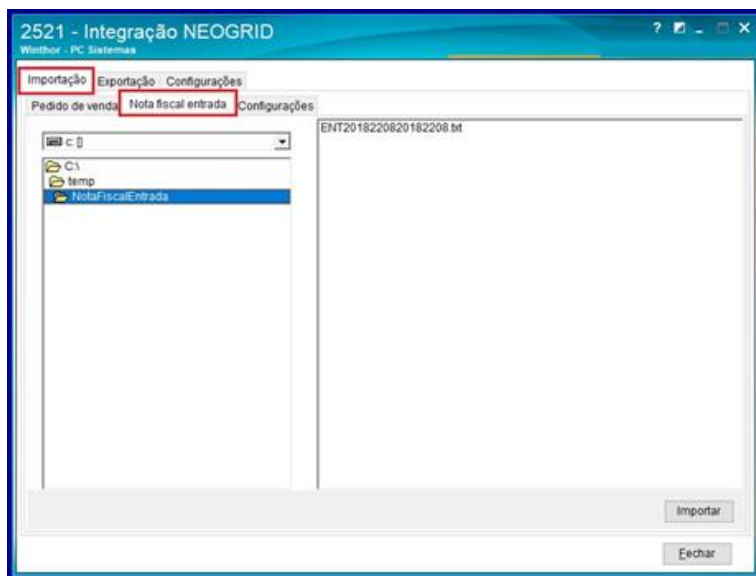 2521 - Integração NEOGRID
Winthor - PC Sistemas
Importação Exportação Configurações
Pedido de venda Nota fiscal entrada Configurações
c: []
C:\
temp
NotaFiscalEntrada
ENT2018220820182208.txt
Importar
Fechar